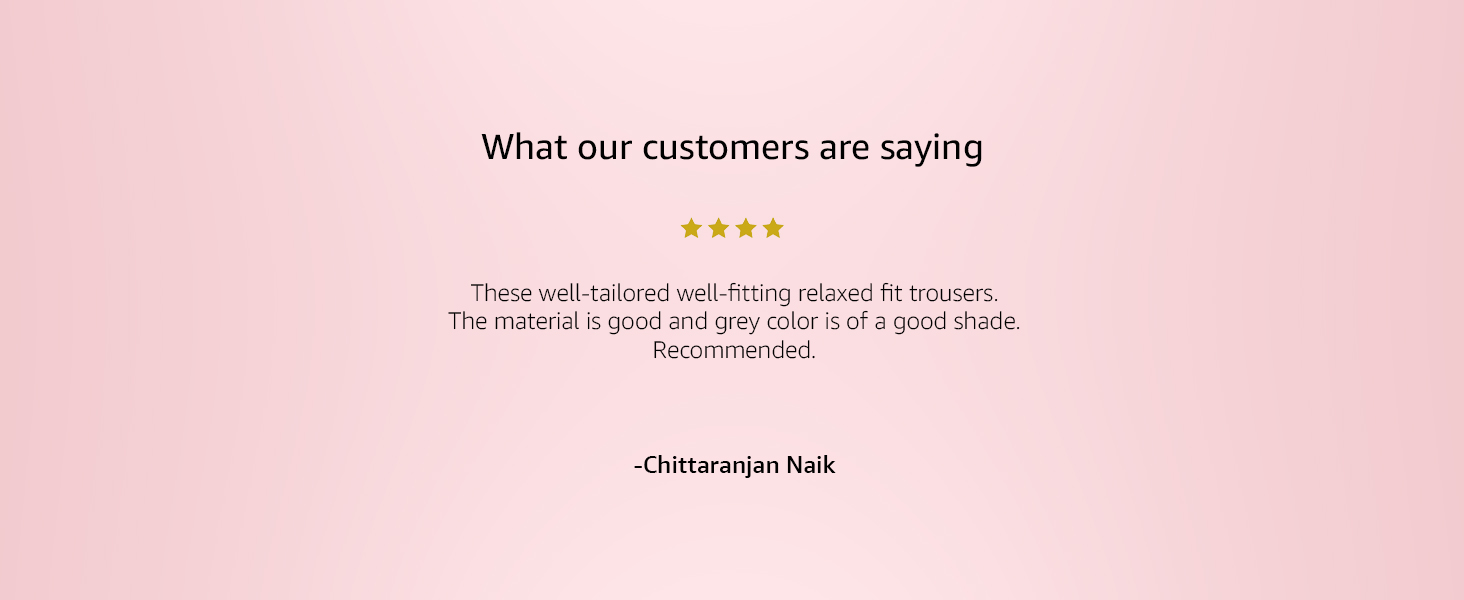 What our customers are saying
These well-tailored well-fitting relaxed fit trousers.
The material is good and grey color is of a good shade.
Recommended.
-Chittaranjan Naik